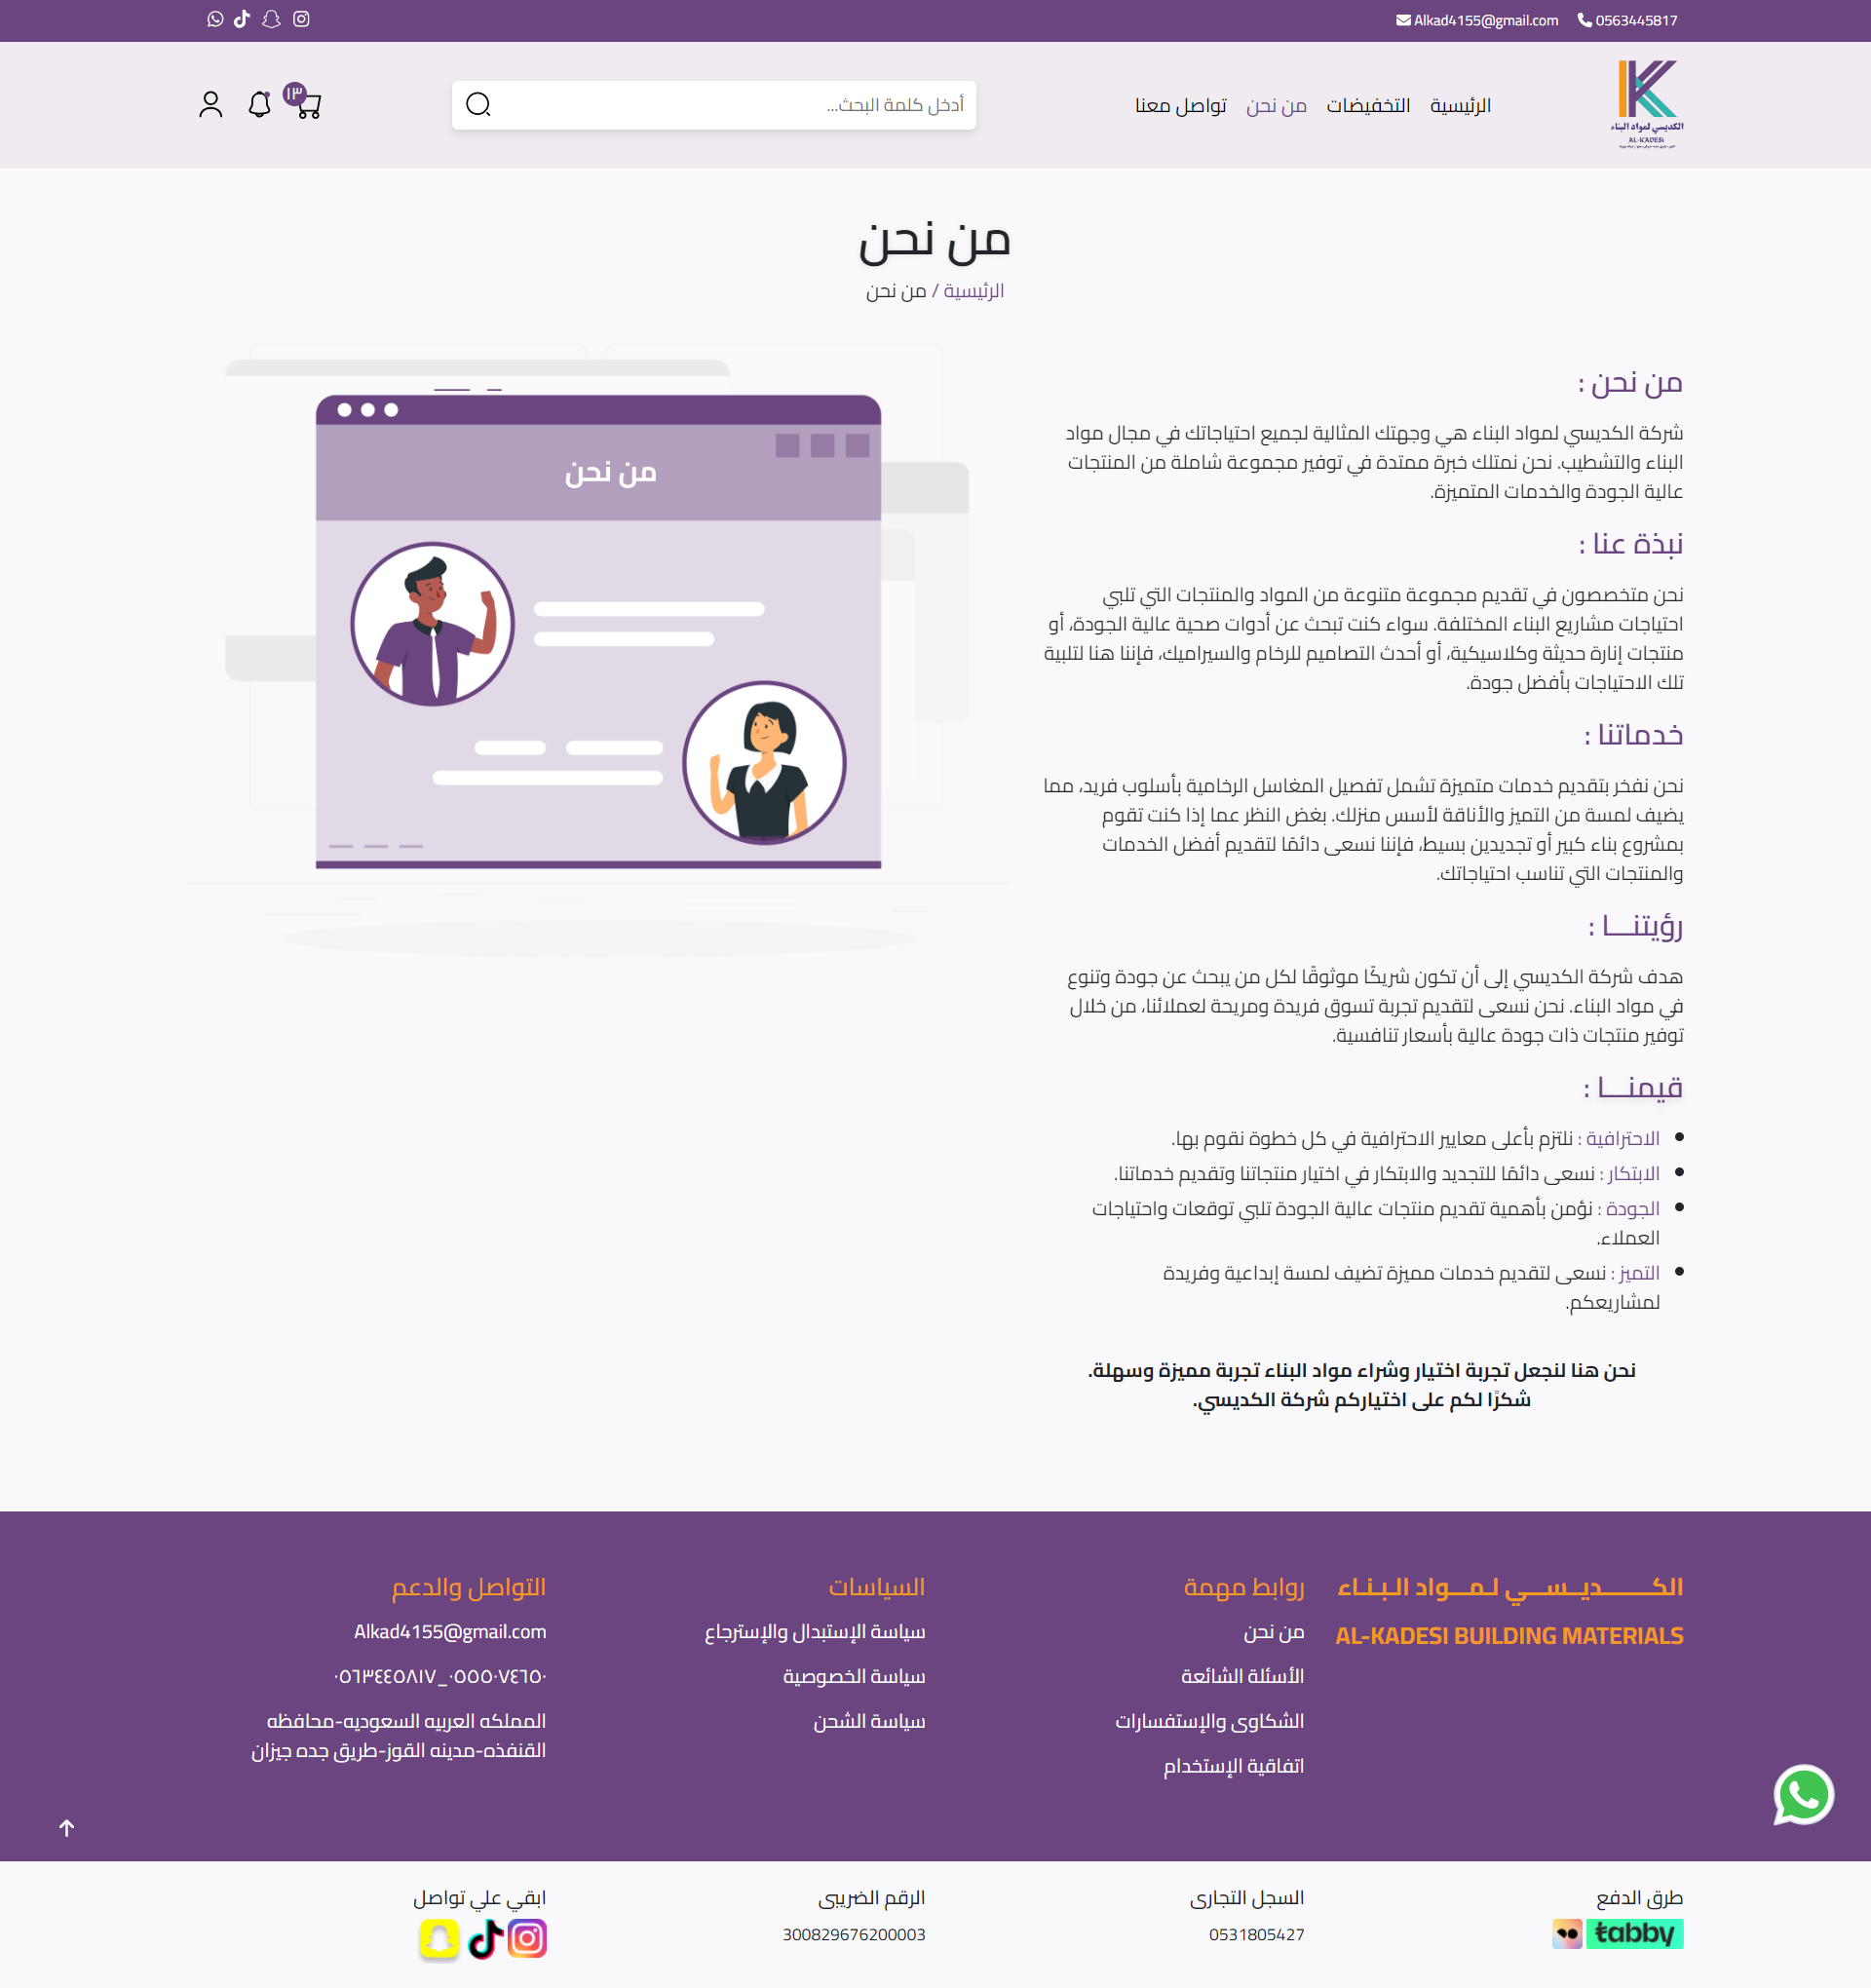 0563445817
Alkad4155@gmail.com
الكديسي لمواد البناء
AL-KADESI
الرئيسية
التخفيضات
من نحن
تواصل معنا
أدخل كلمة البحث...
١٣
من نحن
الرئيسية / من نحن
من نحن :
شركة الكديسي لمواد البناء هي وجهتك المثالية لجميع احتياجاتك في مجال مواد
البناء والتشطيب. نحن نمتلك خبرة ممتدة في توفير مجموعة شاملة من المنتجات
عالية الجودة والخدمات المتميزة.
نبذة عنا :
نحن متخصصون في تقديم مجموعة متنوعة من المواد والمنتجات التي تلبي
احتياجات مشاريع البناء المختلفة. سواء كنت تبحث عن أدوات صحية عالية الجودة، أو
منتجات إنارة حديثة وكلاسيكية، أو أحدث التصاميم للرخام والسيراميك، فإننا هنا لتلبية
تلك الاحتياجات بأفضل جودة.
خدماتنا :
نحن نفخر بتقديم خدمات متميزة تشمل تفصيل المغاسل الرخامية بأسلوب فريد، مما
يضيف لمسة من التميز والأناقة لأسس منزلك. بغض النظر عما إذا كنت تقوم
بمشروع بناء كبير أو تجديدين بسيط، فإننا نسعى دائمًا لتقديم أفضل الخدمات
والمنتجات التي تناسب احتياجاتك.
رؤيتنـــا :
هدف شركة الكديسي إلى أن تكون شريكًا موثوقًا لكل من يبحث عن جودة وتنوع
في مواد البناء. نحن نسعى لتقديم تجربة تسوق فريدة ومريحة لعملائنا، من خلال
توفير منتجات ذات جودة عالية بأسعار تنافسية.
قيمنـــا :
الاحترافية : نلتزم بأعلى معايير الاحترافية في كل خطوة نقوم بها.
الابتكار : نسعى دائمًا للتجديد والابتكار في اختيار منتجاتنا وتقديم خدماتنا.
الجودة : نؤمن بأهمية تقديم منتجات عالية الجودة تلبي توقعات واحتياجات
العملاء.
التميز : نسعى لتقديم خدمات مميزة تضيف لمسة إبداعية وفريدة
لمشاريعكم.
نحن هنا لنجعل تجربة اختيار وشراء مواد البناء تجربة مميزة وسهلة.
شكرًا لكم على اختياركم شركة الكديسي.
من نحن
الكـــــديـــســـي لـمـــواد الـبـنـاء
AL-KADESI BUILDING MATERIALS
روابط مهمة
من نحن
الأسئلة الشائعة
الشكاوى والإستفسارات
اتفاقية الإستخدام
السياسات
سياسة الإستبدال والإسترجاع
سياسة الخصوصية
سياسة الشحن
التواصل والدعم
Alkad4155@gmail.com
٠٥٦٣٤٤٥٨١٧_٠٥٥٥٠٧٤٦٥٠
المملكه العربيه السعوديه-محافظه
القنفذه-مدينه القوز-طريق جده جيزان
طرق الدفع
tabby
السجل التجارى
0531805427
الرقم الضريبى
300829676200003
ابقي علي تواصل